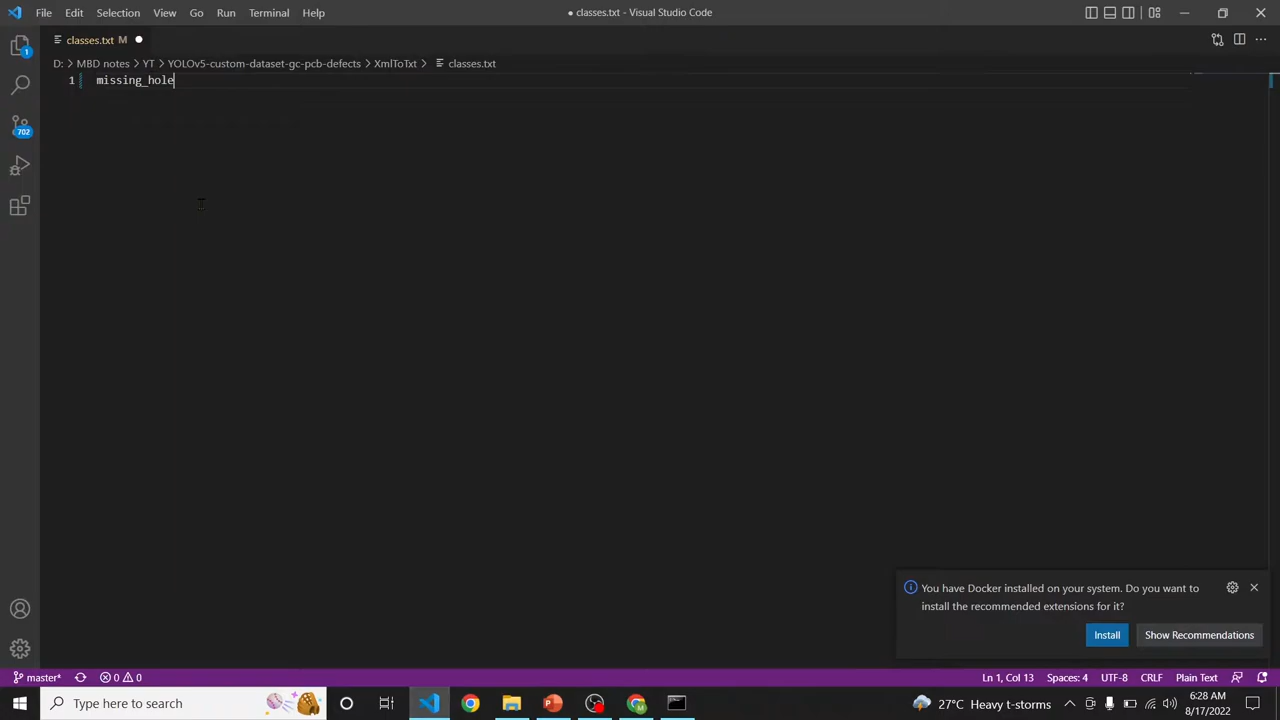 File Edit Selection View Go Run Terminal Help
● classes.txt - Visual Studio Code
classes.txt M ●
D: > MBD notes > YT > YOLOv5-custom-dataset-gc-pcb-defects > XmlToTxt > classes.txt
1 missing_hole
1
702
You have Docker installed on your system. Do you want to
install the recommended extensions for it?
Install Show Recommendations
master* 0 0 Ln 1, Col 13 Spaces: 4 UTF-8 CRLF Plain Text
Type here to search 27°C Heavy t-storms 6:28 AM
8/17/2022